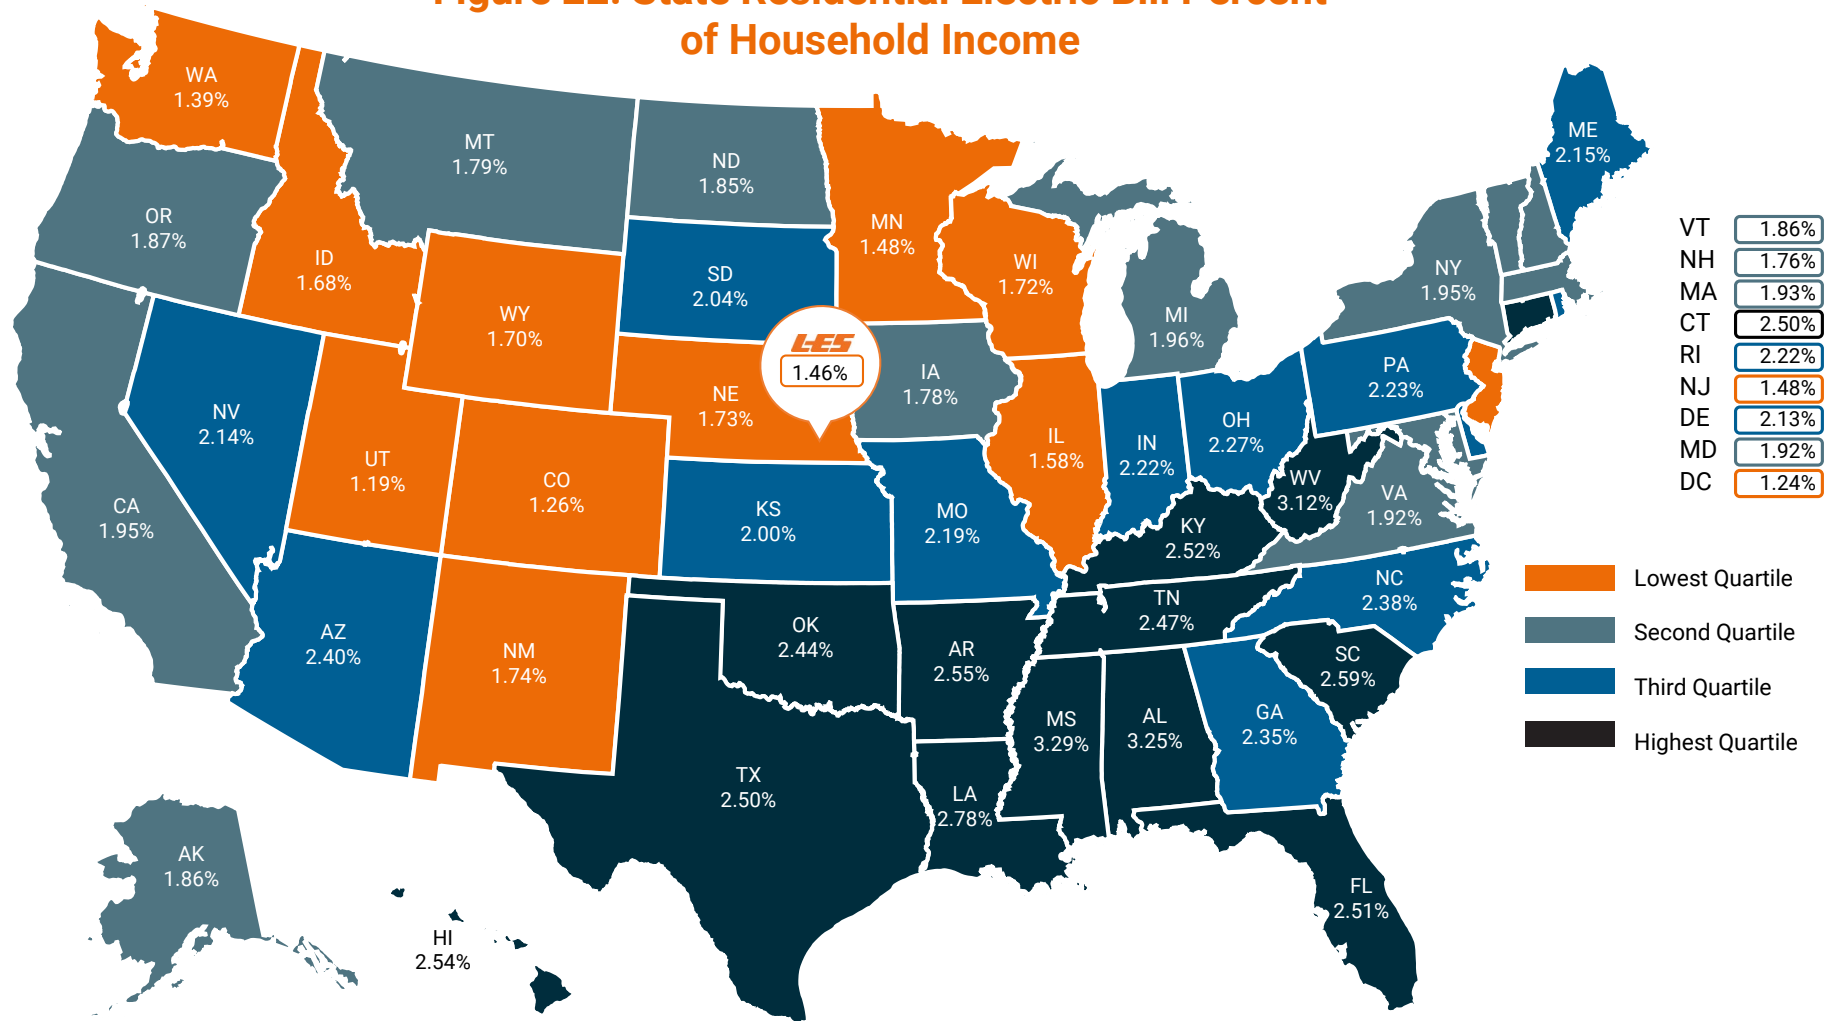 Figure 22: State Residential Electric Bill Percent
of Household Income
WA
1.39%
MT
1.79%
ND
1.85%
MN
1.48%
ME
2.15%
OR
1.87%
ID
1.68%
SD
2.04%
WI
1.72%
MI
1.96%
NY
1.95%
VT 1.86%
NH 1.76%
MA 1.93%
CT 2.50%
RI 2.22%
NJ 1.48%
DE 2.13%
MD 1.92%
DC 1.24%
WY
1.70%
LES
1.46%
NE
1.73%
IA
1.78%
PA
2.23%
NV
2.14%
UT
1.19%
CO
1.26%
IL
1.58%
IN
2.22%
OH
2.27%
WV
3.12%
VA
1.92%
CA
1.95%
KS
2.00%
MO
2.19%
KY
2.52%
NC
2.38%
TN
2.47%
AZ
2.40%
NM
1.74%
OK
2.44%
AR
2.55%
SC
2.59%
MS
3.29%
AL
3.25%
GA
2.35%
TX
2.50%
LA
2.78%
FL
2.51%
AK
1.86%
HI
2.54%
Lowest Quartile
Second Quartile
Third Quartile
Highest Quartile